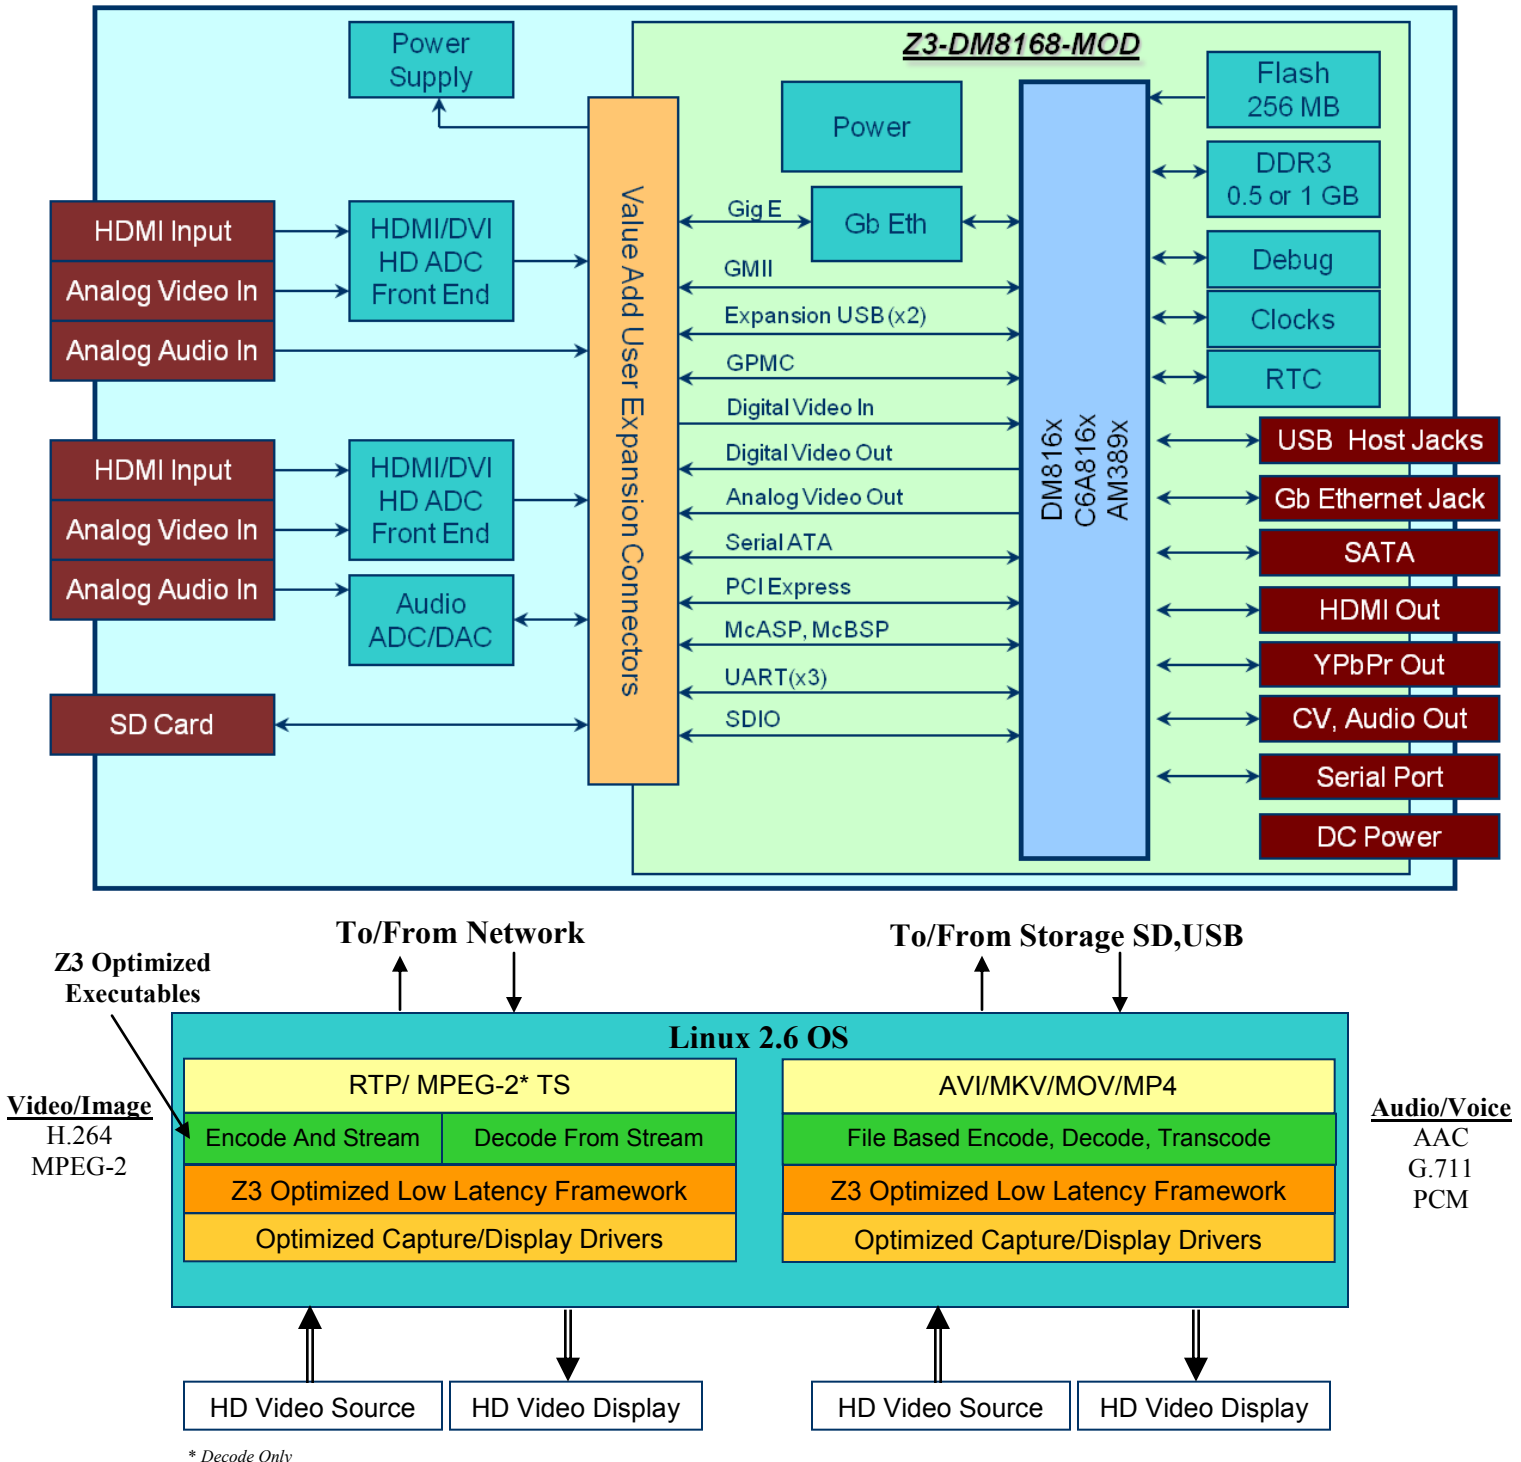 Z3-DM8168-MOD
Power
Supply
Power
Flash
256 MB
DDR3
0.5 or 1 GB
Debug
Clocks
RTC
HDMI Input
Analog Video In
Analog Audio In
HDMI/DVI
HD ADC
Front End
HDMI Input
Analog Video In
Analog Audio In
HDMI/DVI
HD ADC
Front End
Audio
ADC/DAC
SD Card
Value Add User Expansion Connectors
Gig E
Gb Eth
GMII
Expansion USB (x2)
GPMC
Digital Video In
Digital Video Out
Analog Video Out
Serial ATA
PCI Express
McASP, McBSP
UART(x3)
SDIO
DM816x
C6A816x
AM389x
USB Host Jacks
Gb Ethernet Jack
SATA
HDMI Out
YPbPr Out
CV, Audio Out
Serial Port
DC Power
To/From Network
To/From Storage SD,USB
Z3 Optimized
Executables
Linux 2.6 OS
Video/Image
H.264
MPEG-2
RTP/ MPEG-2* TS
Encode And Stream
Decode From Stream
Z3 Optimized Low Latency Framework
Optimized Capture/Display Drivers
AVI/MKV/MOV/MP4
File Based Encode, Decode, Transcode
Z3 Optimized Low Latency Framework
Optimized Capture/Display Drivers
Audio/Voice
AAC
G.711
PCM
HD Video Source
HD Video Display
HD Video Source
HD Video Display
* Decode Only